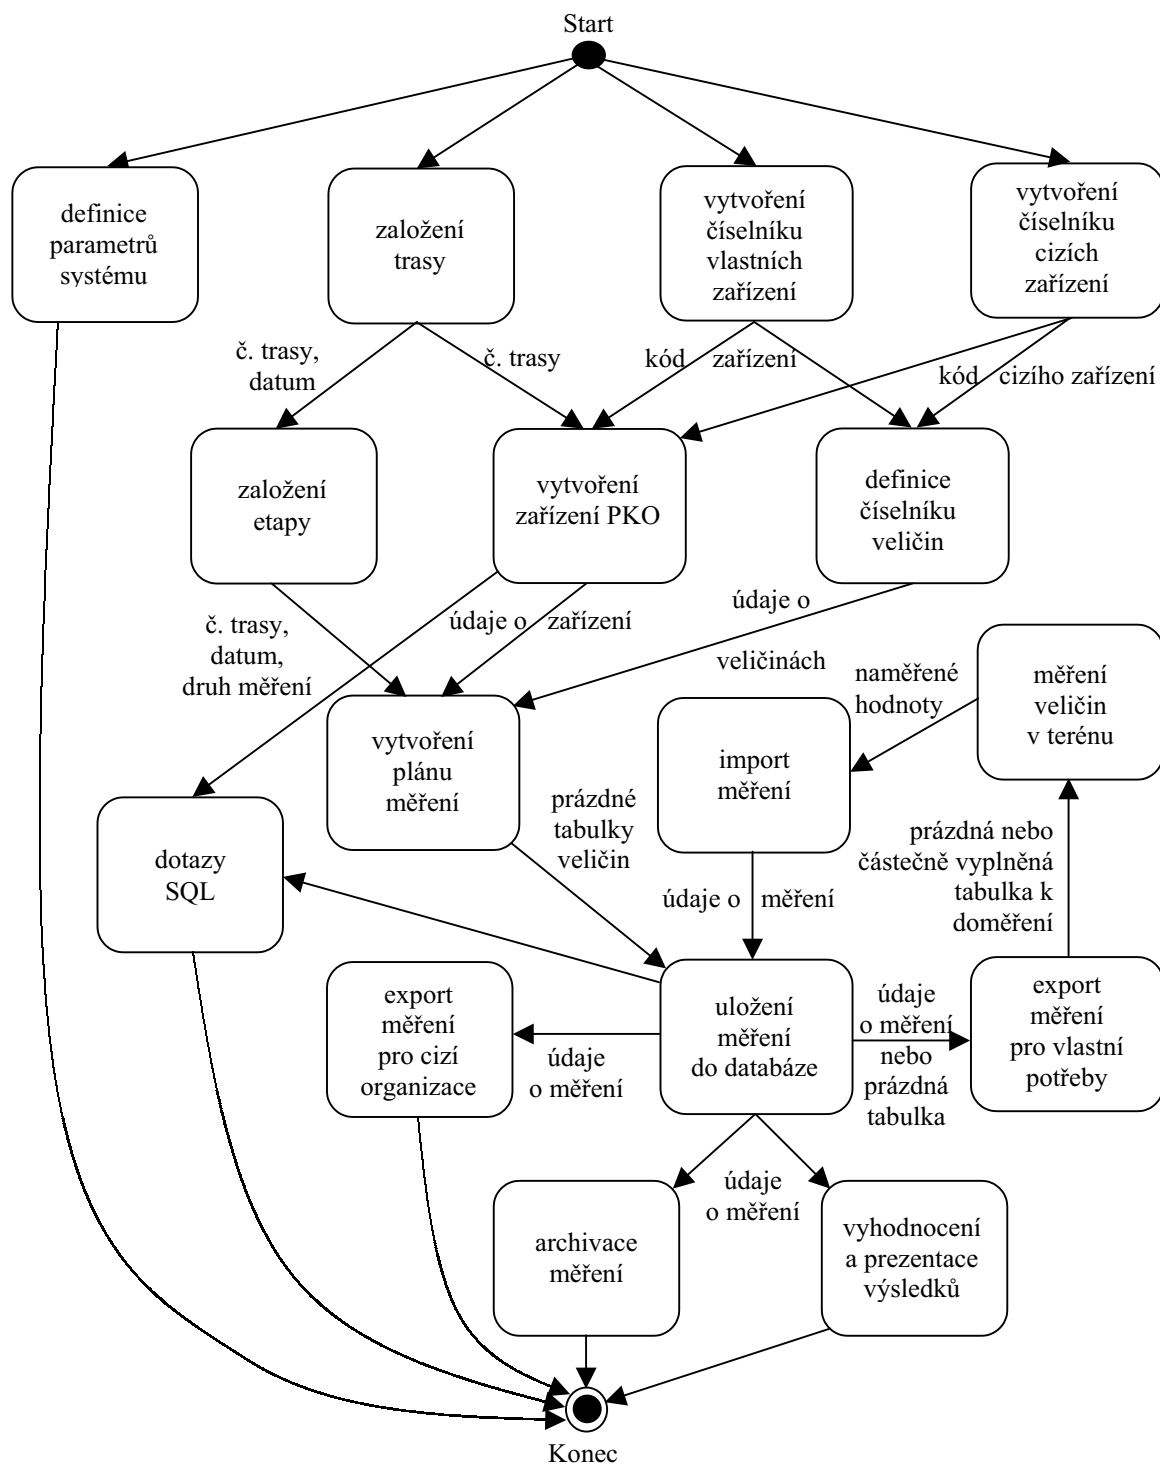 Start
definice
parametrů
systému
založení
trasy
vytvoření
číselníku
vlastních
zařízení
vytvoření
číselníku
cizích
zařízení
č. trasy,
datum
č. trasy
kód zařízení
kód cizího zařízení
založení
etapy
vytvoření
zařízení PKO
definice
číselníku
veličin
č. trasy,
datum,
druh měření
údaje o zařízení
údaje o
veličinách
naměřené
hodnoty
měření
veličin
v terénu
vytvoření
plánu
měření
import
měření
prázdné
tabulky
veličin
prázdná nebo
částečně vyplněná
tabulka k
doměření
dotazy
SQL
údaje o měření
export
měření
pro cizí
organizace
údaje
o měření
uložení
měření
do databáze
údaje
o měření
nebo
prázdná
tabulka
export
měření
pro vlastní
potřeby
archivace
měření
údaje
o měření
vyhodnocení
a prezentace
výsledků
Konec